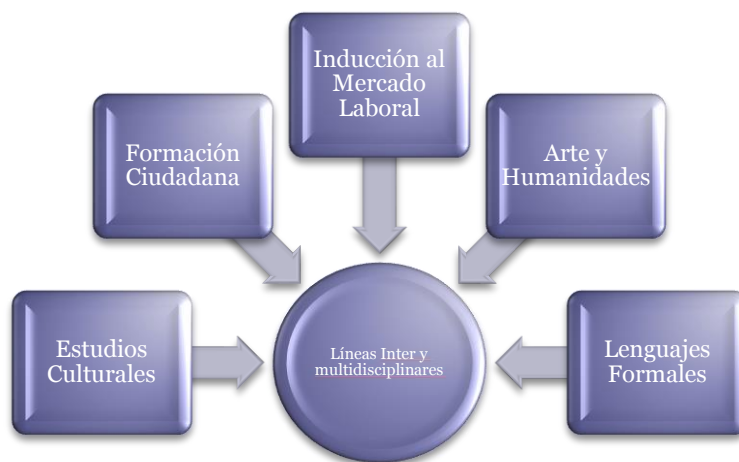 Inducción al
Mercado
Laboral
Formación
Ciudadana
Arte y
Humanidades
Estudios
Culturales
Líneas Inter y
multidisciplinares
Lenguajes
Formales